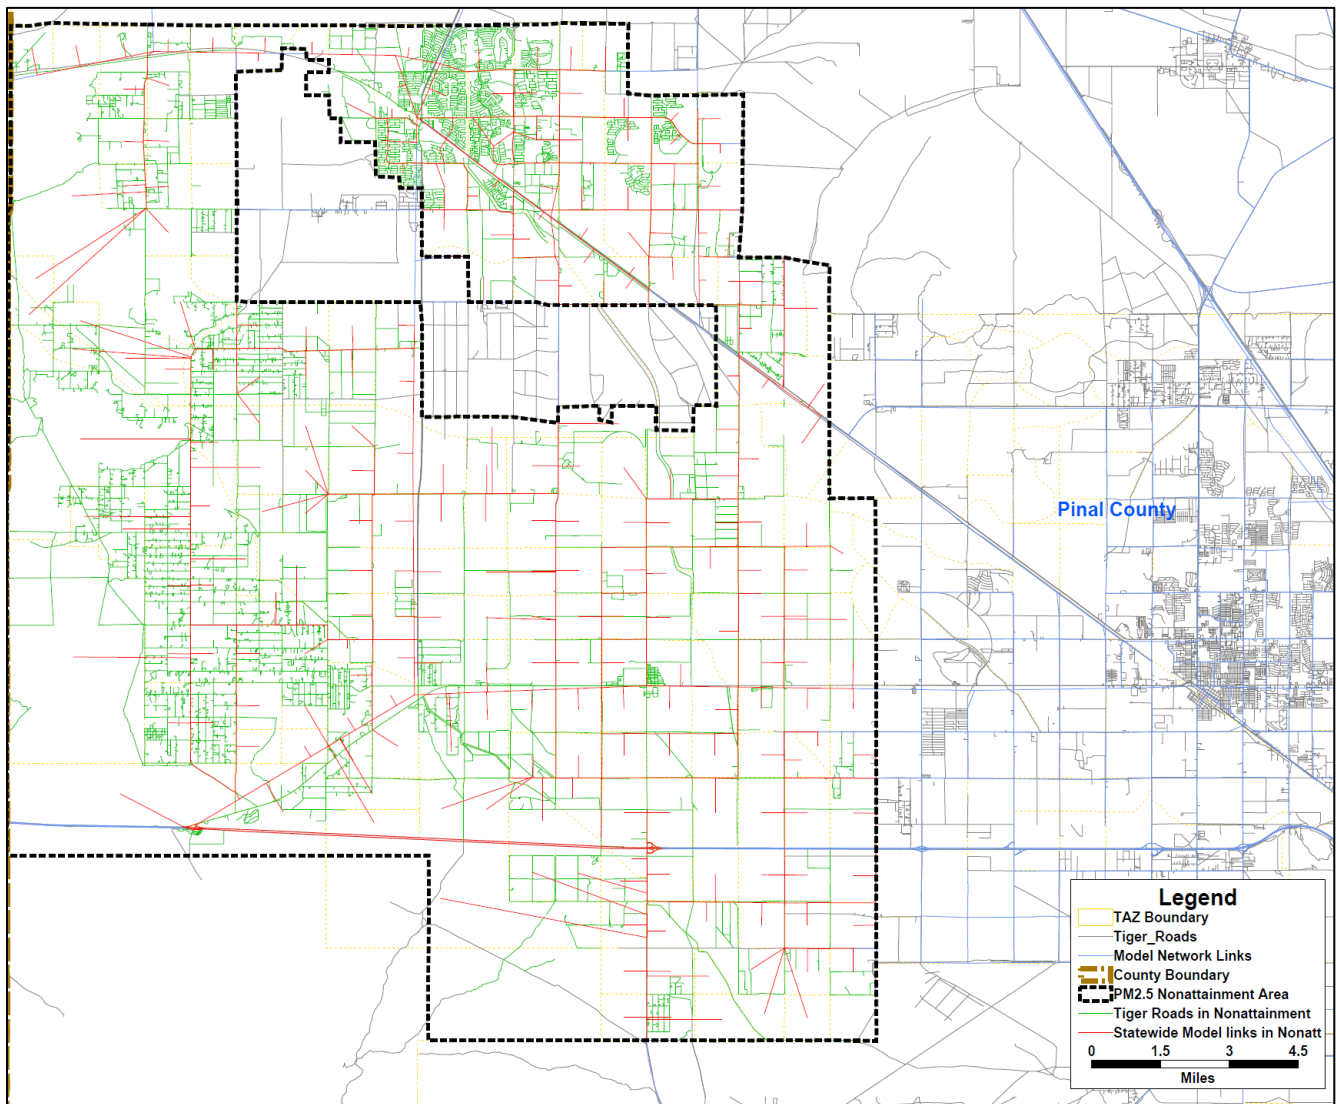 Pinal County
Legend
TAZ Boundary
Tiger_Roads
Model Network Links
County Boundary
PM2.5 Nonattainment Area
Tiger Roads in Nonattainment
Statewide Model links in Nonatt
0 1.5 3 4.5
Miles